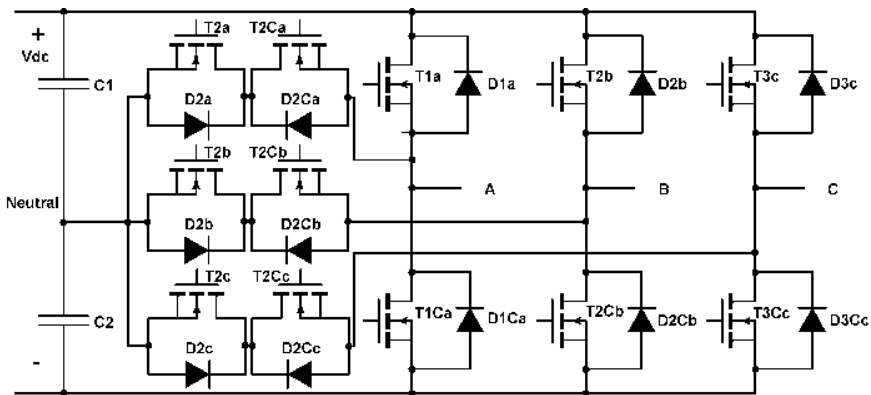 T2a T2Ca
+
Vdc
C1
D2a D2Ca
T1a D1a T2b D2b T3c D3c
T2b T2Cb
Neutral
A B C
D2b D2Cb
T2c T2Cc
C2
T1Ca D1Ca T2Cb D2Cb T3Cc D3Cc
D2c D2Cc
-